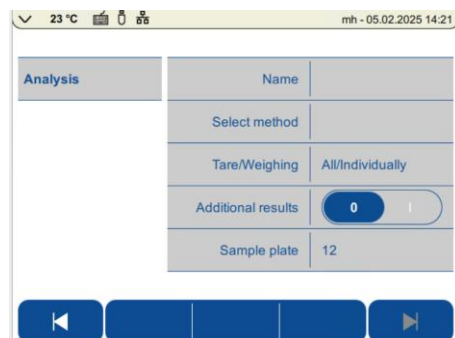 23 °C mh - 05.02.2025 14:21
Analysis
Name
Select method
Tare/Weighing All/Individually
Additional results 0 I
Sample plate 12